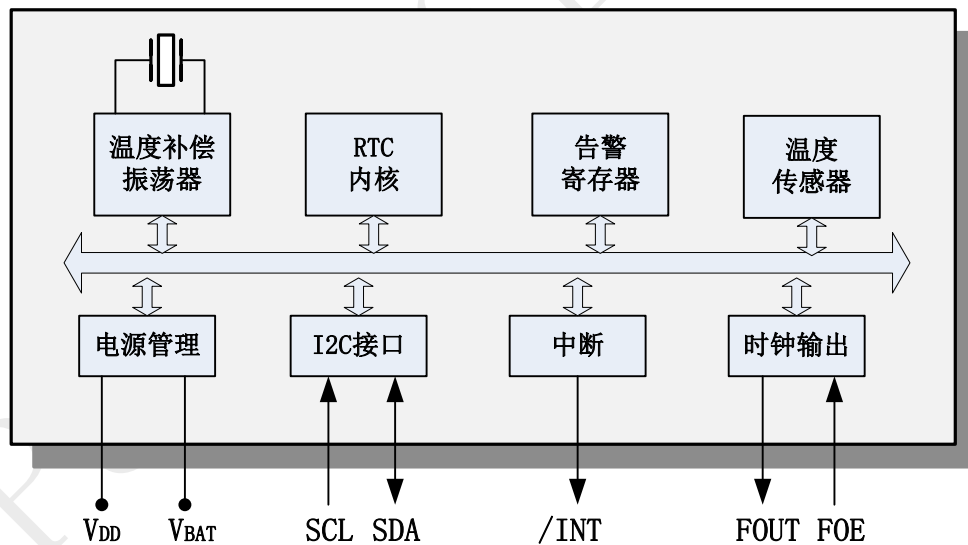 温度补偿
振荡器
RTC
内核
告警
寄存器
温度
传感器
电源管理
I2C接口
中断
时钟输出
VDD
VBAT
SCL
SDA
/INT
FOUT
FOE